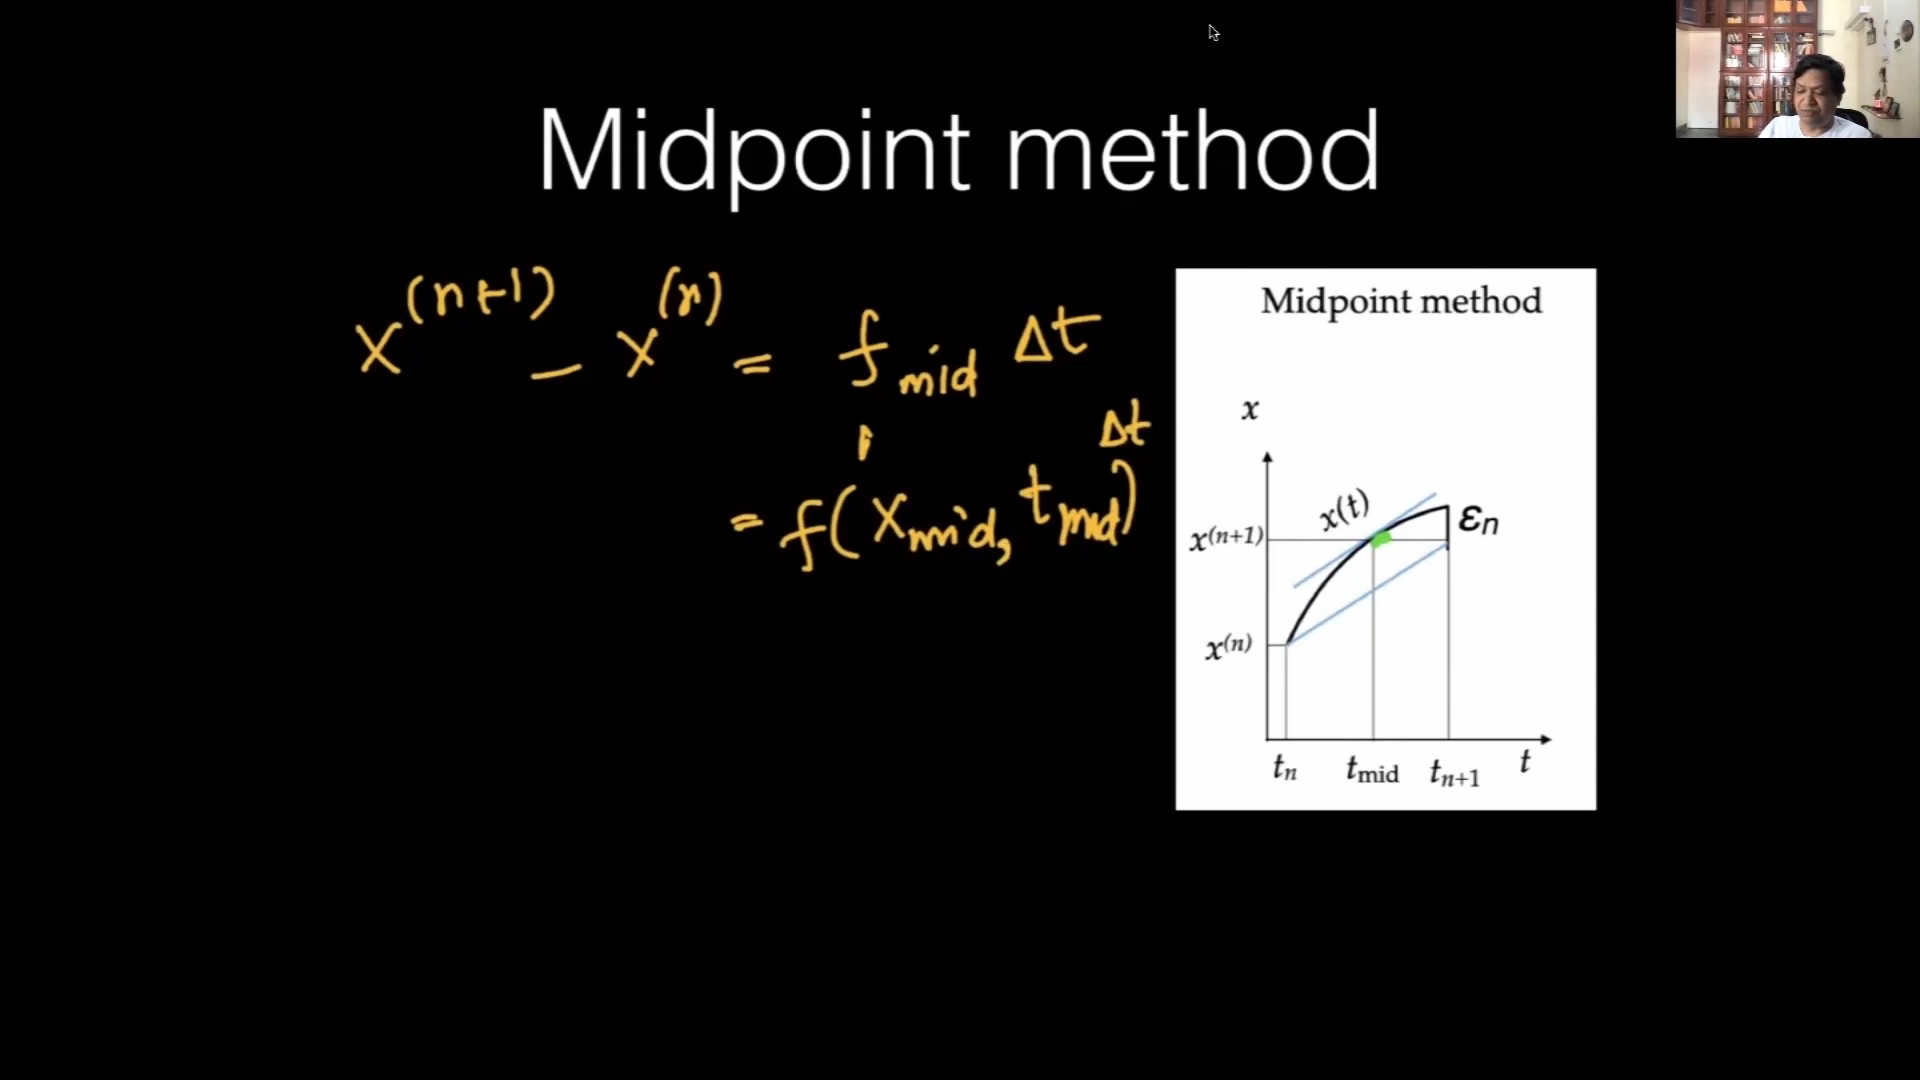 Midpoint method
x^(n+1) - x^(n) = f_mid Δt
= f(x_mid, t_mid) Δt
Midpoint method
x
x(t)
x^(n+1)
ε_n
x^(n)
t_n t_mid t_n+1 t